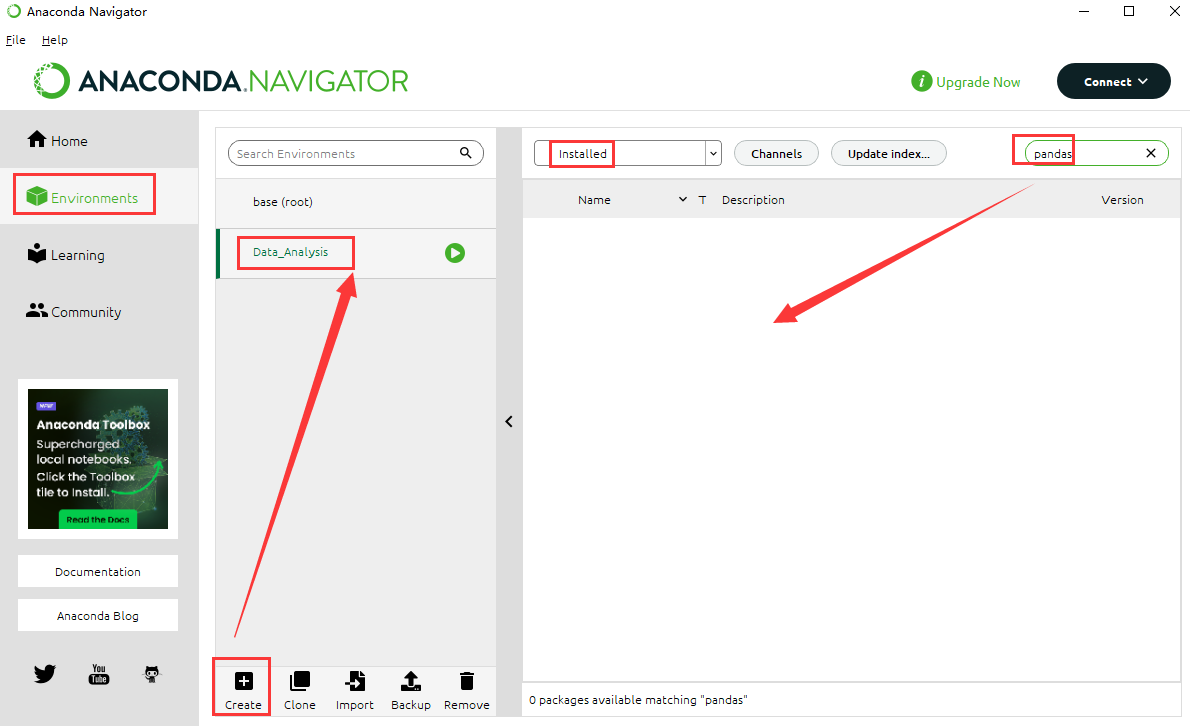 Anaconda Navigator
File Help
ANACONDA.NAVIGATOR
Upgrade Now
Connect
Home
Environments
Learning
Community
NEW
Anaconda Toolbox
Supercharged
local notebooks.
Click the Toolbox
tile to Install.
Read the Docs
Documentation
Anaconda Blog
You
Tube
Search Environments
base (root)
Data_Analysis
Create Clone Import Backup Remove
Installed Channels Update index... pandas
Name T Description Version
0 packages available matching "pandas"